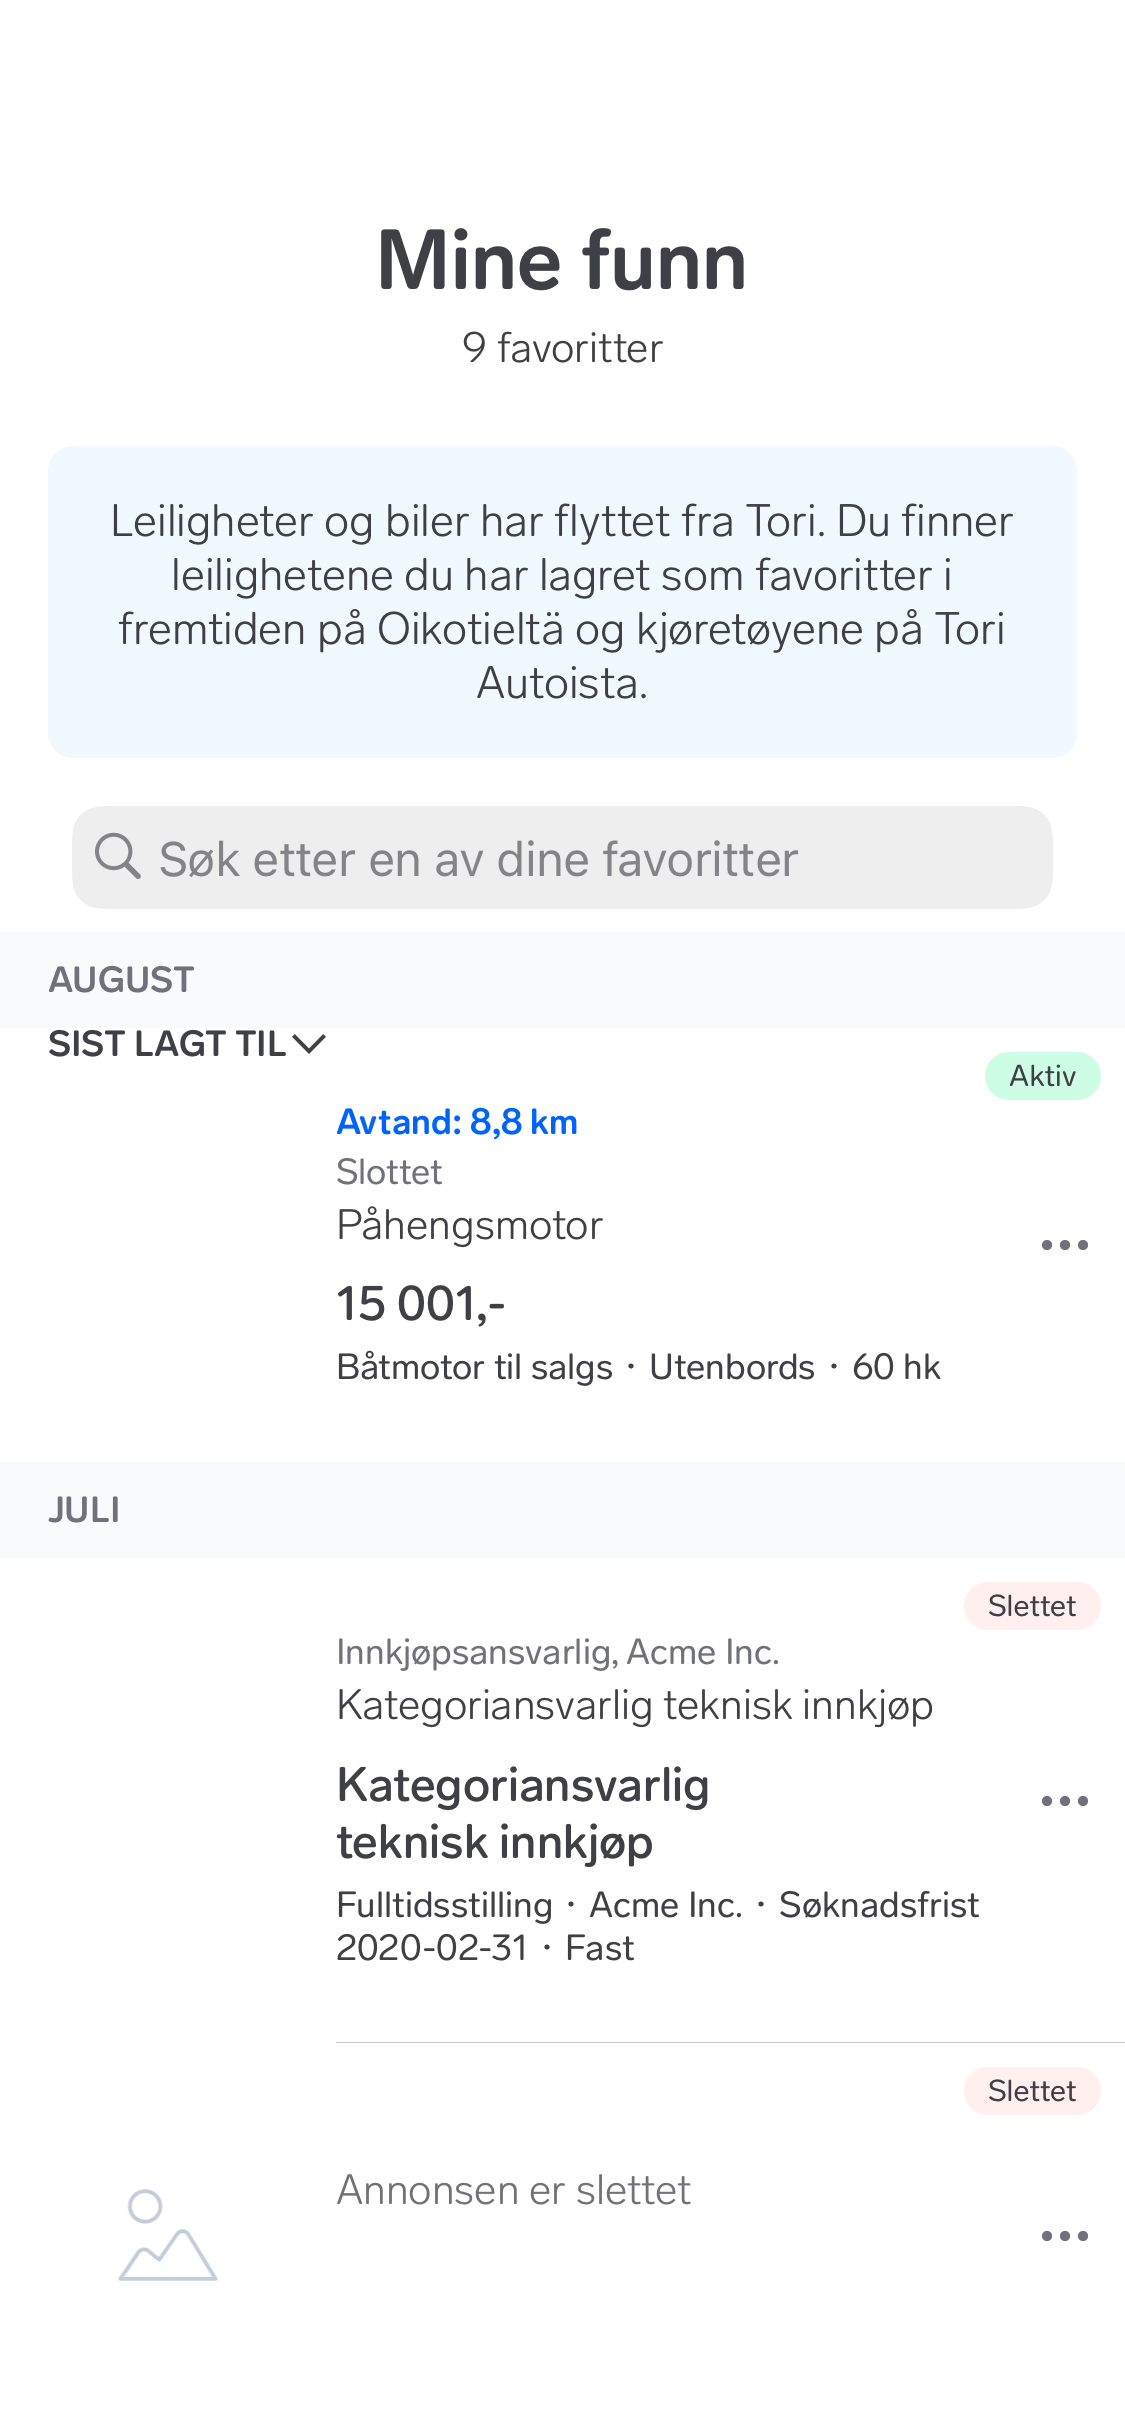 Mine funn
9 favoritter
Leiligheter og biler har flyttet fra Tori. Du finner
leilighetene du har lagret som favoritter i
fremtiden på Oikotieltä og kjøretøyene på Tori
Autoista.
Søk etter en av dine favoritter
AUGUST
SIST LAGT TIL
Aktiv
Avtand: 8,8 km
Slottet
Påhengsmotor
15 001,-
Båtmotor til salgs · Utenbords · 60 hk
JULI
Slettet
Innkjøpsansvarlig, Acme Inc.
Kategoriansvarlig teknisk innkjøp
Kategoriansvarlig
teknisk innkjøp
Fulltidsstilling · Acme Inc. · Søknadsfrist
2020-02-31 · Fast
Slettet
Annonsen er slettet